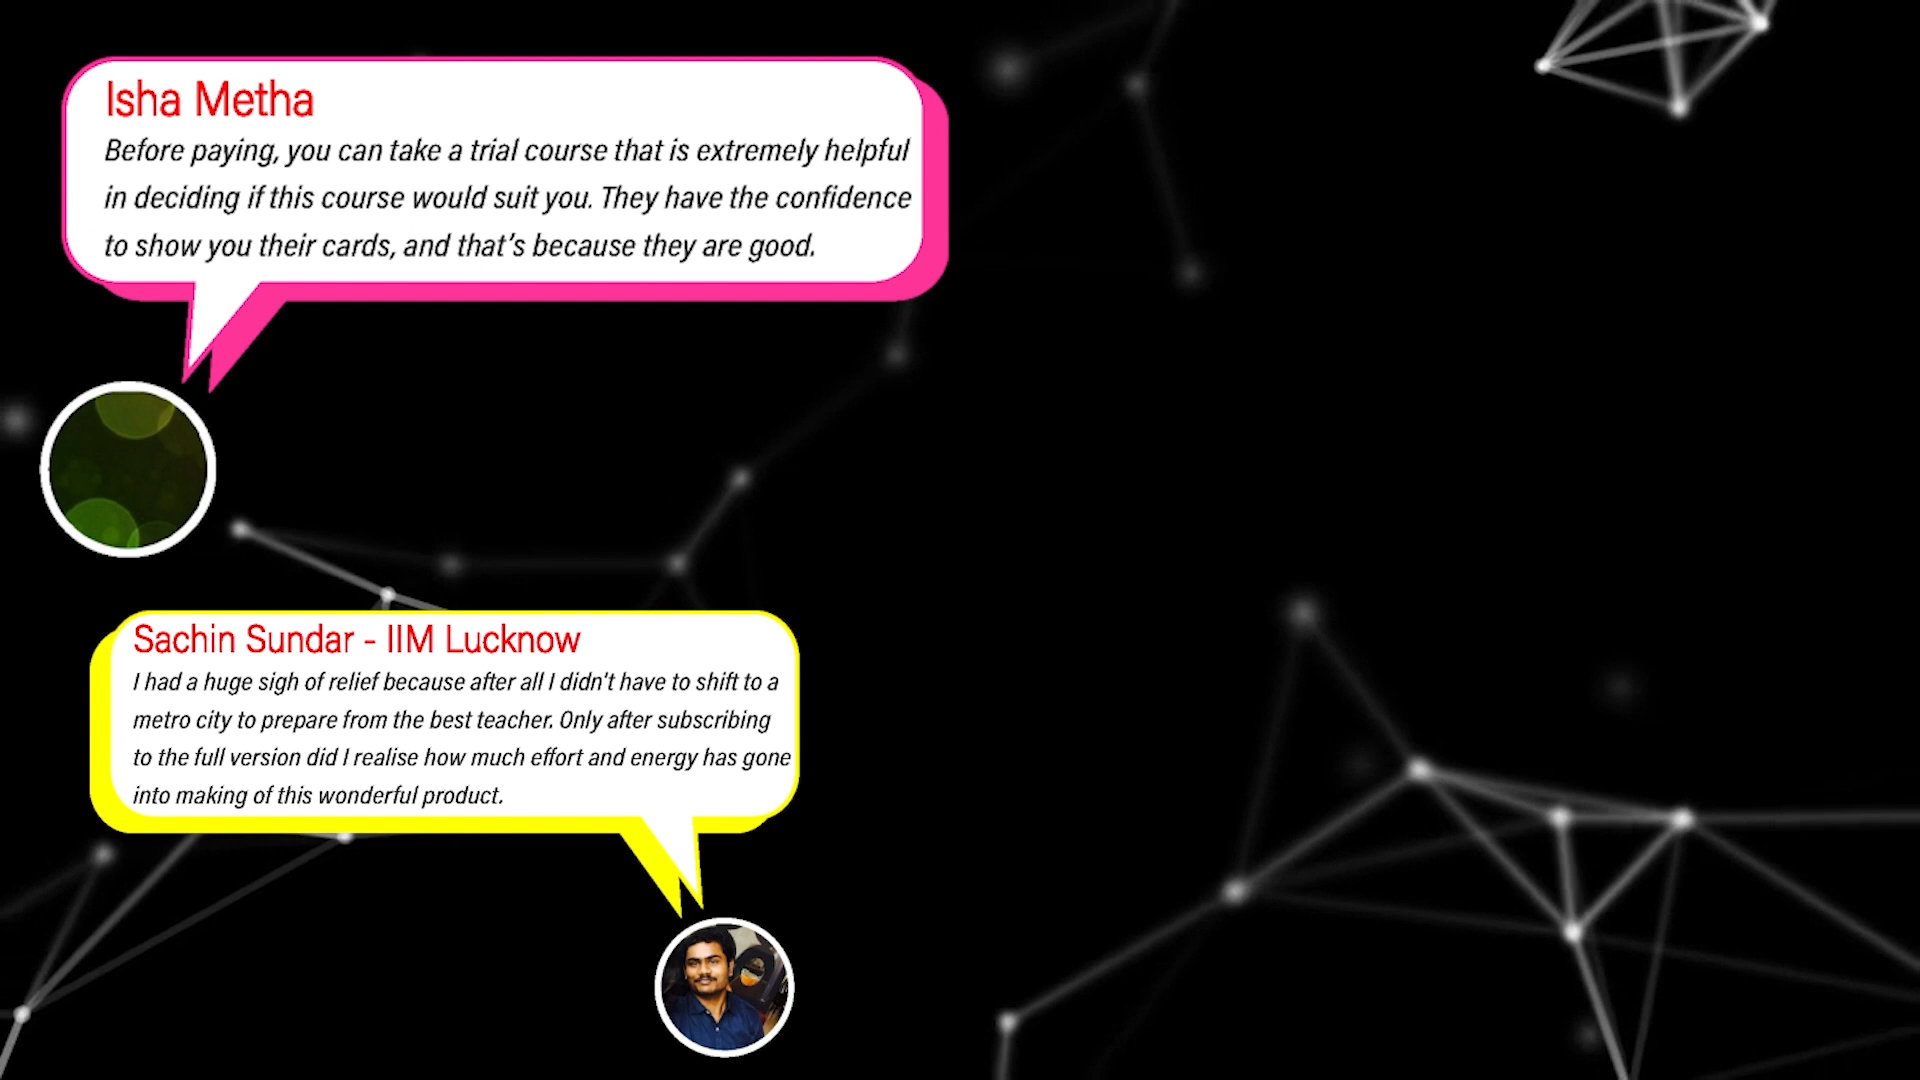 Isha Metha
Before paying, you can take a trial course that is extremely helpful
in deciding if this course would suit you. They have the confidence
to show you their cards, and that's because they are good.
Sachin Sundar - IIM Lucknow
I had a huge sigh of relief because after all I didn't have to shift to a
metro city to prepare from the best teacher. Only after subscribing
to the full version did I realise how much effort and energy has gone
into making of this wonderful product.